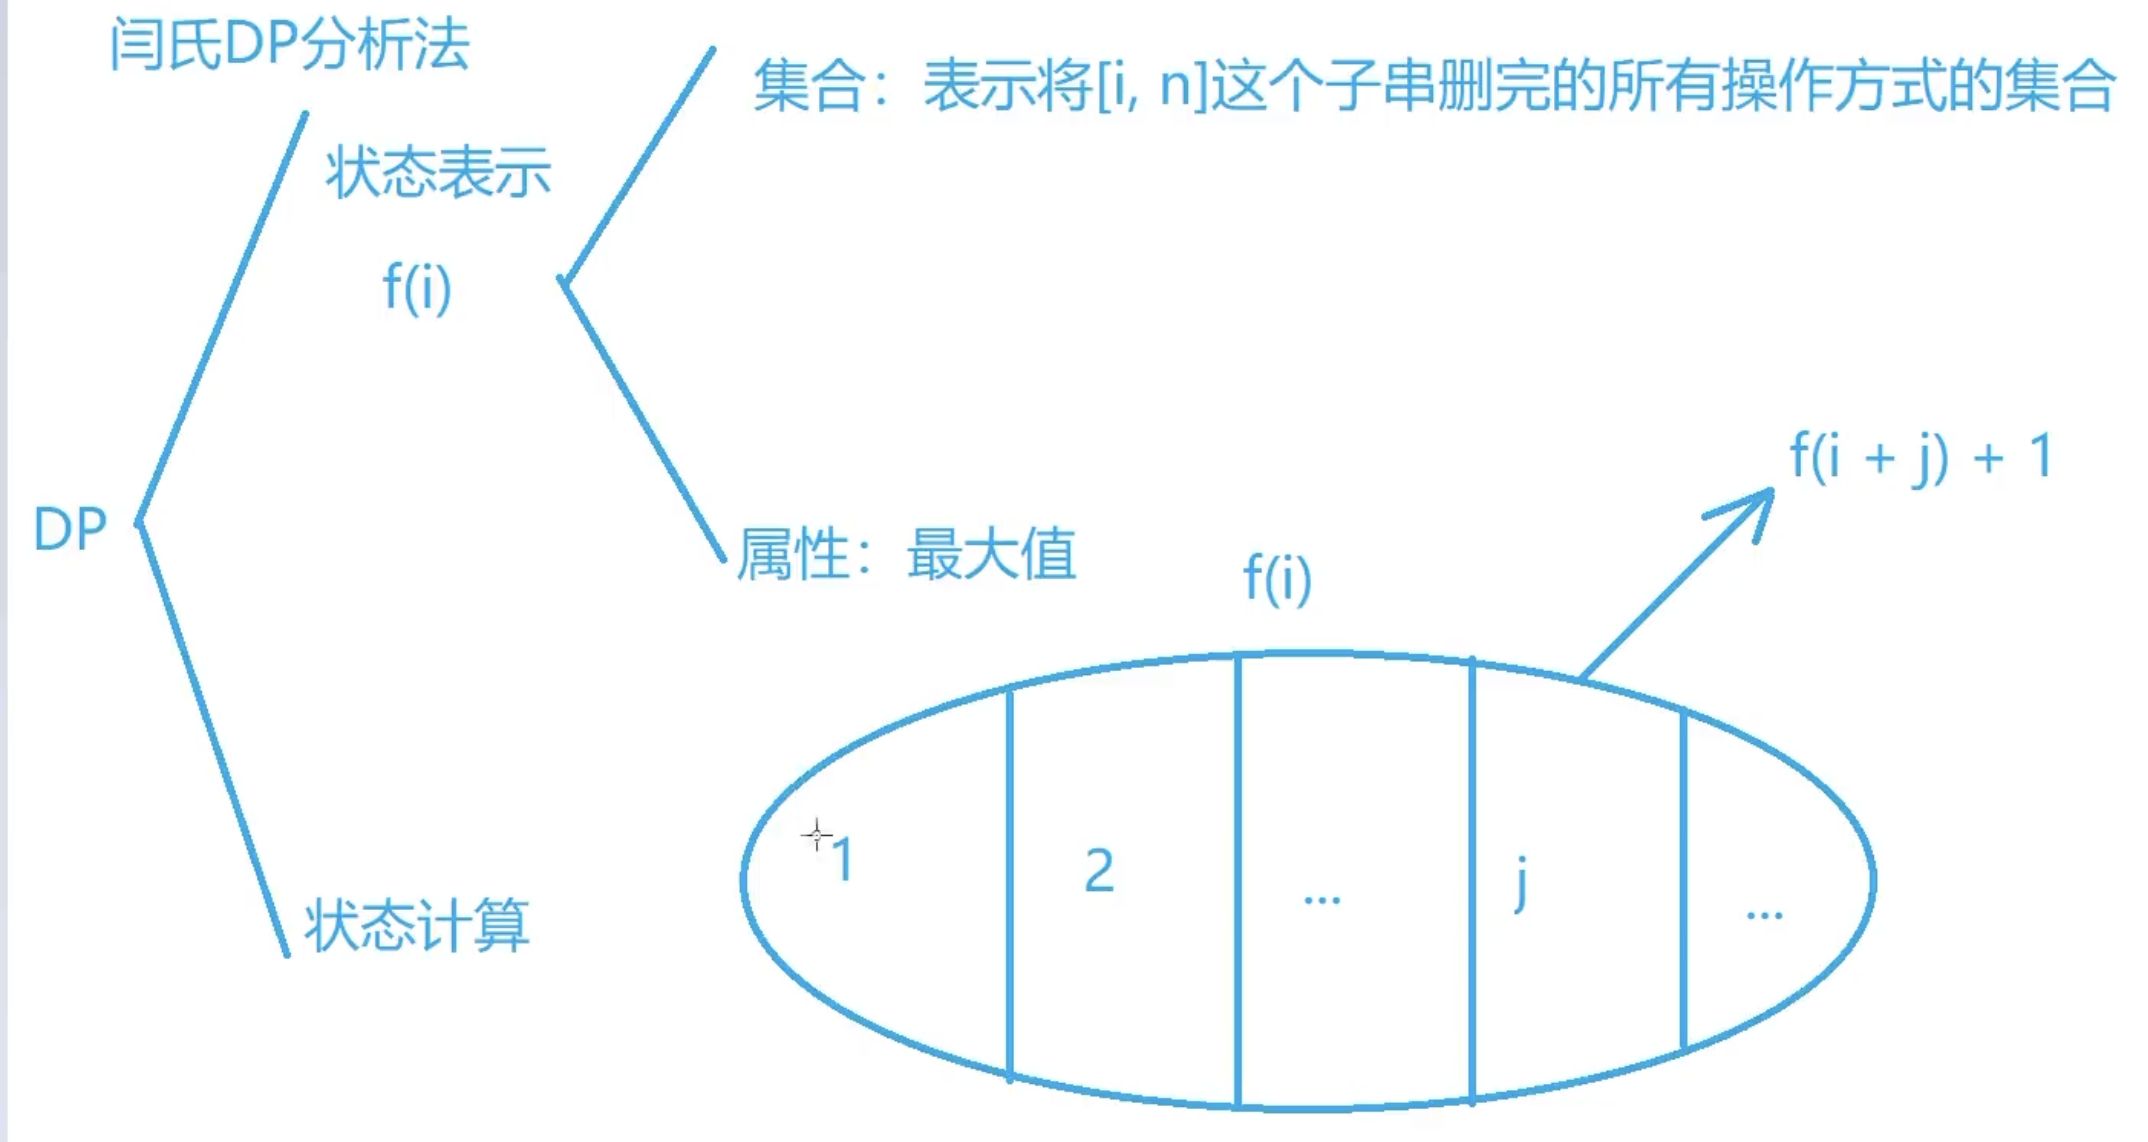 闫氏DP分析法
集合：表示将[i, n]这个子串删完的所有操作方式的集合
状态表示
f(i)
f(i + j) + 1
DP
属性：最大值
f(i)
1
2
...
j
...
状态计算